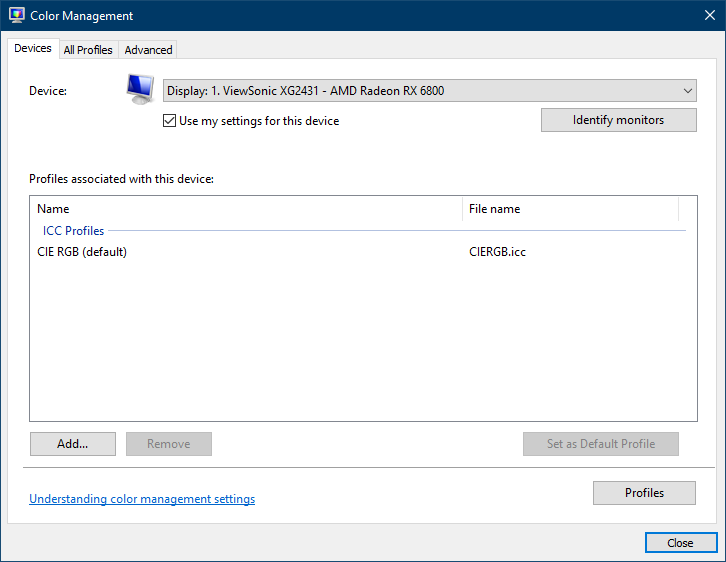 Color Management
Devices All Profiles Advanced
Device: Display: 1. ViewSonic XG2431 - AMD Radeon RX 6800
Use my settings for this device Identify monitors
Profiles associated with this device:
Name File name
ICC Profiles
CIE RGB (default) CIERGB.icc
Add... Remove Set as Default Profile
Understanding color management settings Profiles
Close